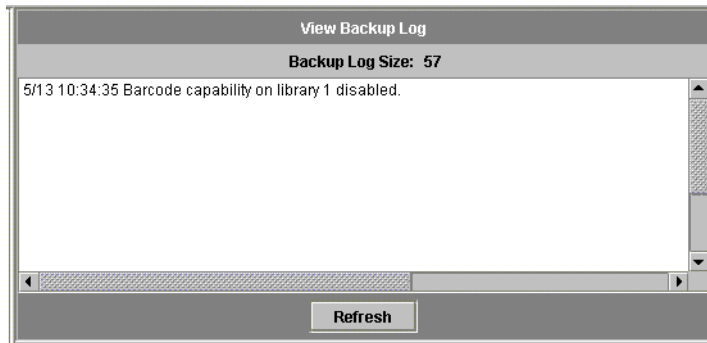 View Backup Log
Backup Log Size: 57
5/13 10:34:35 Barcode capability on library 1 disabled.
Refresh